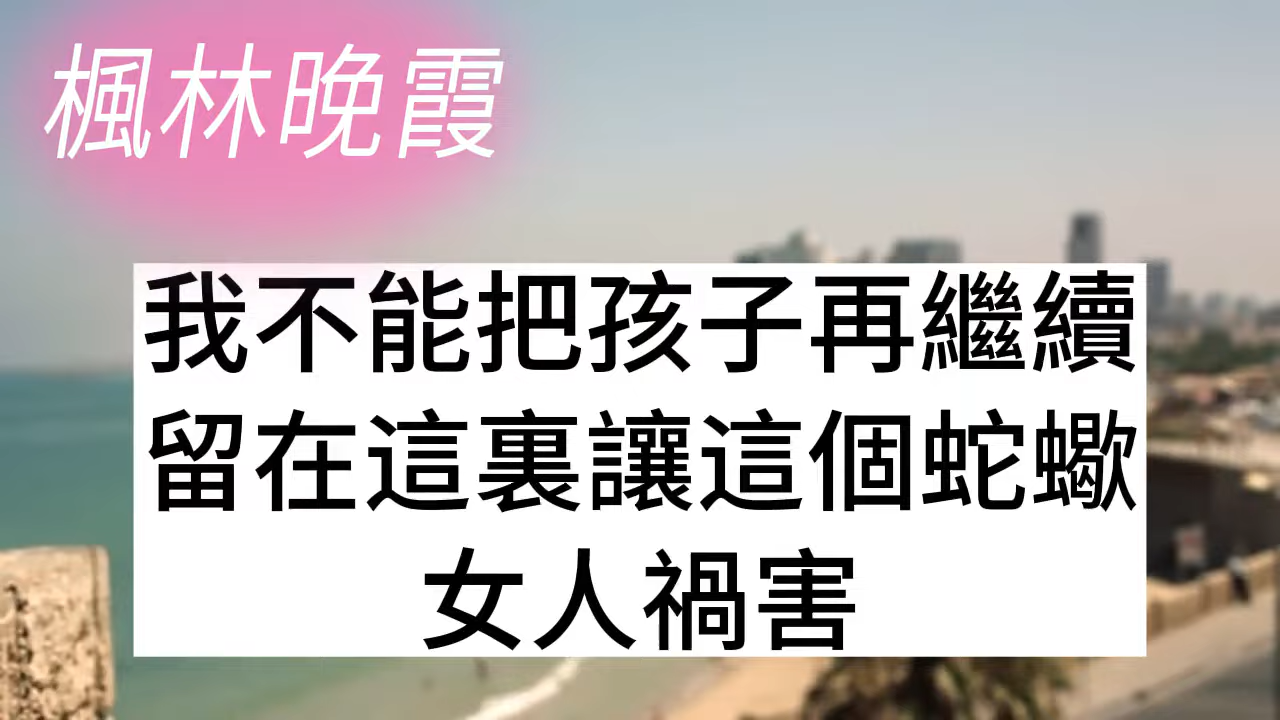 楓林晚霞
我不能把孩子再繼續
留在這裏讓這個蛇蠍
女人禍害